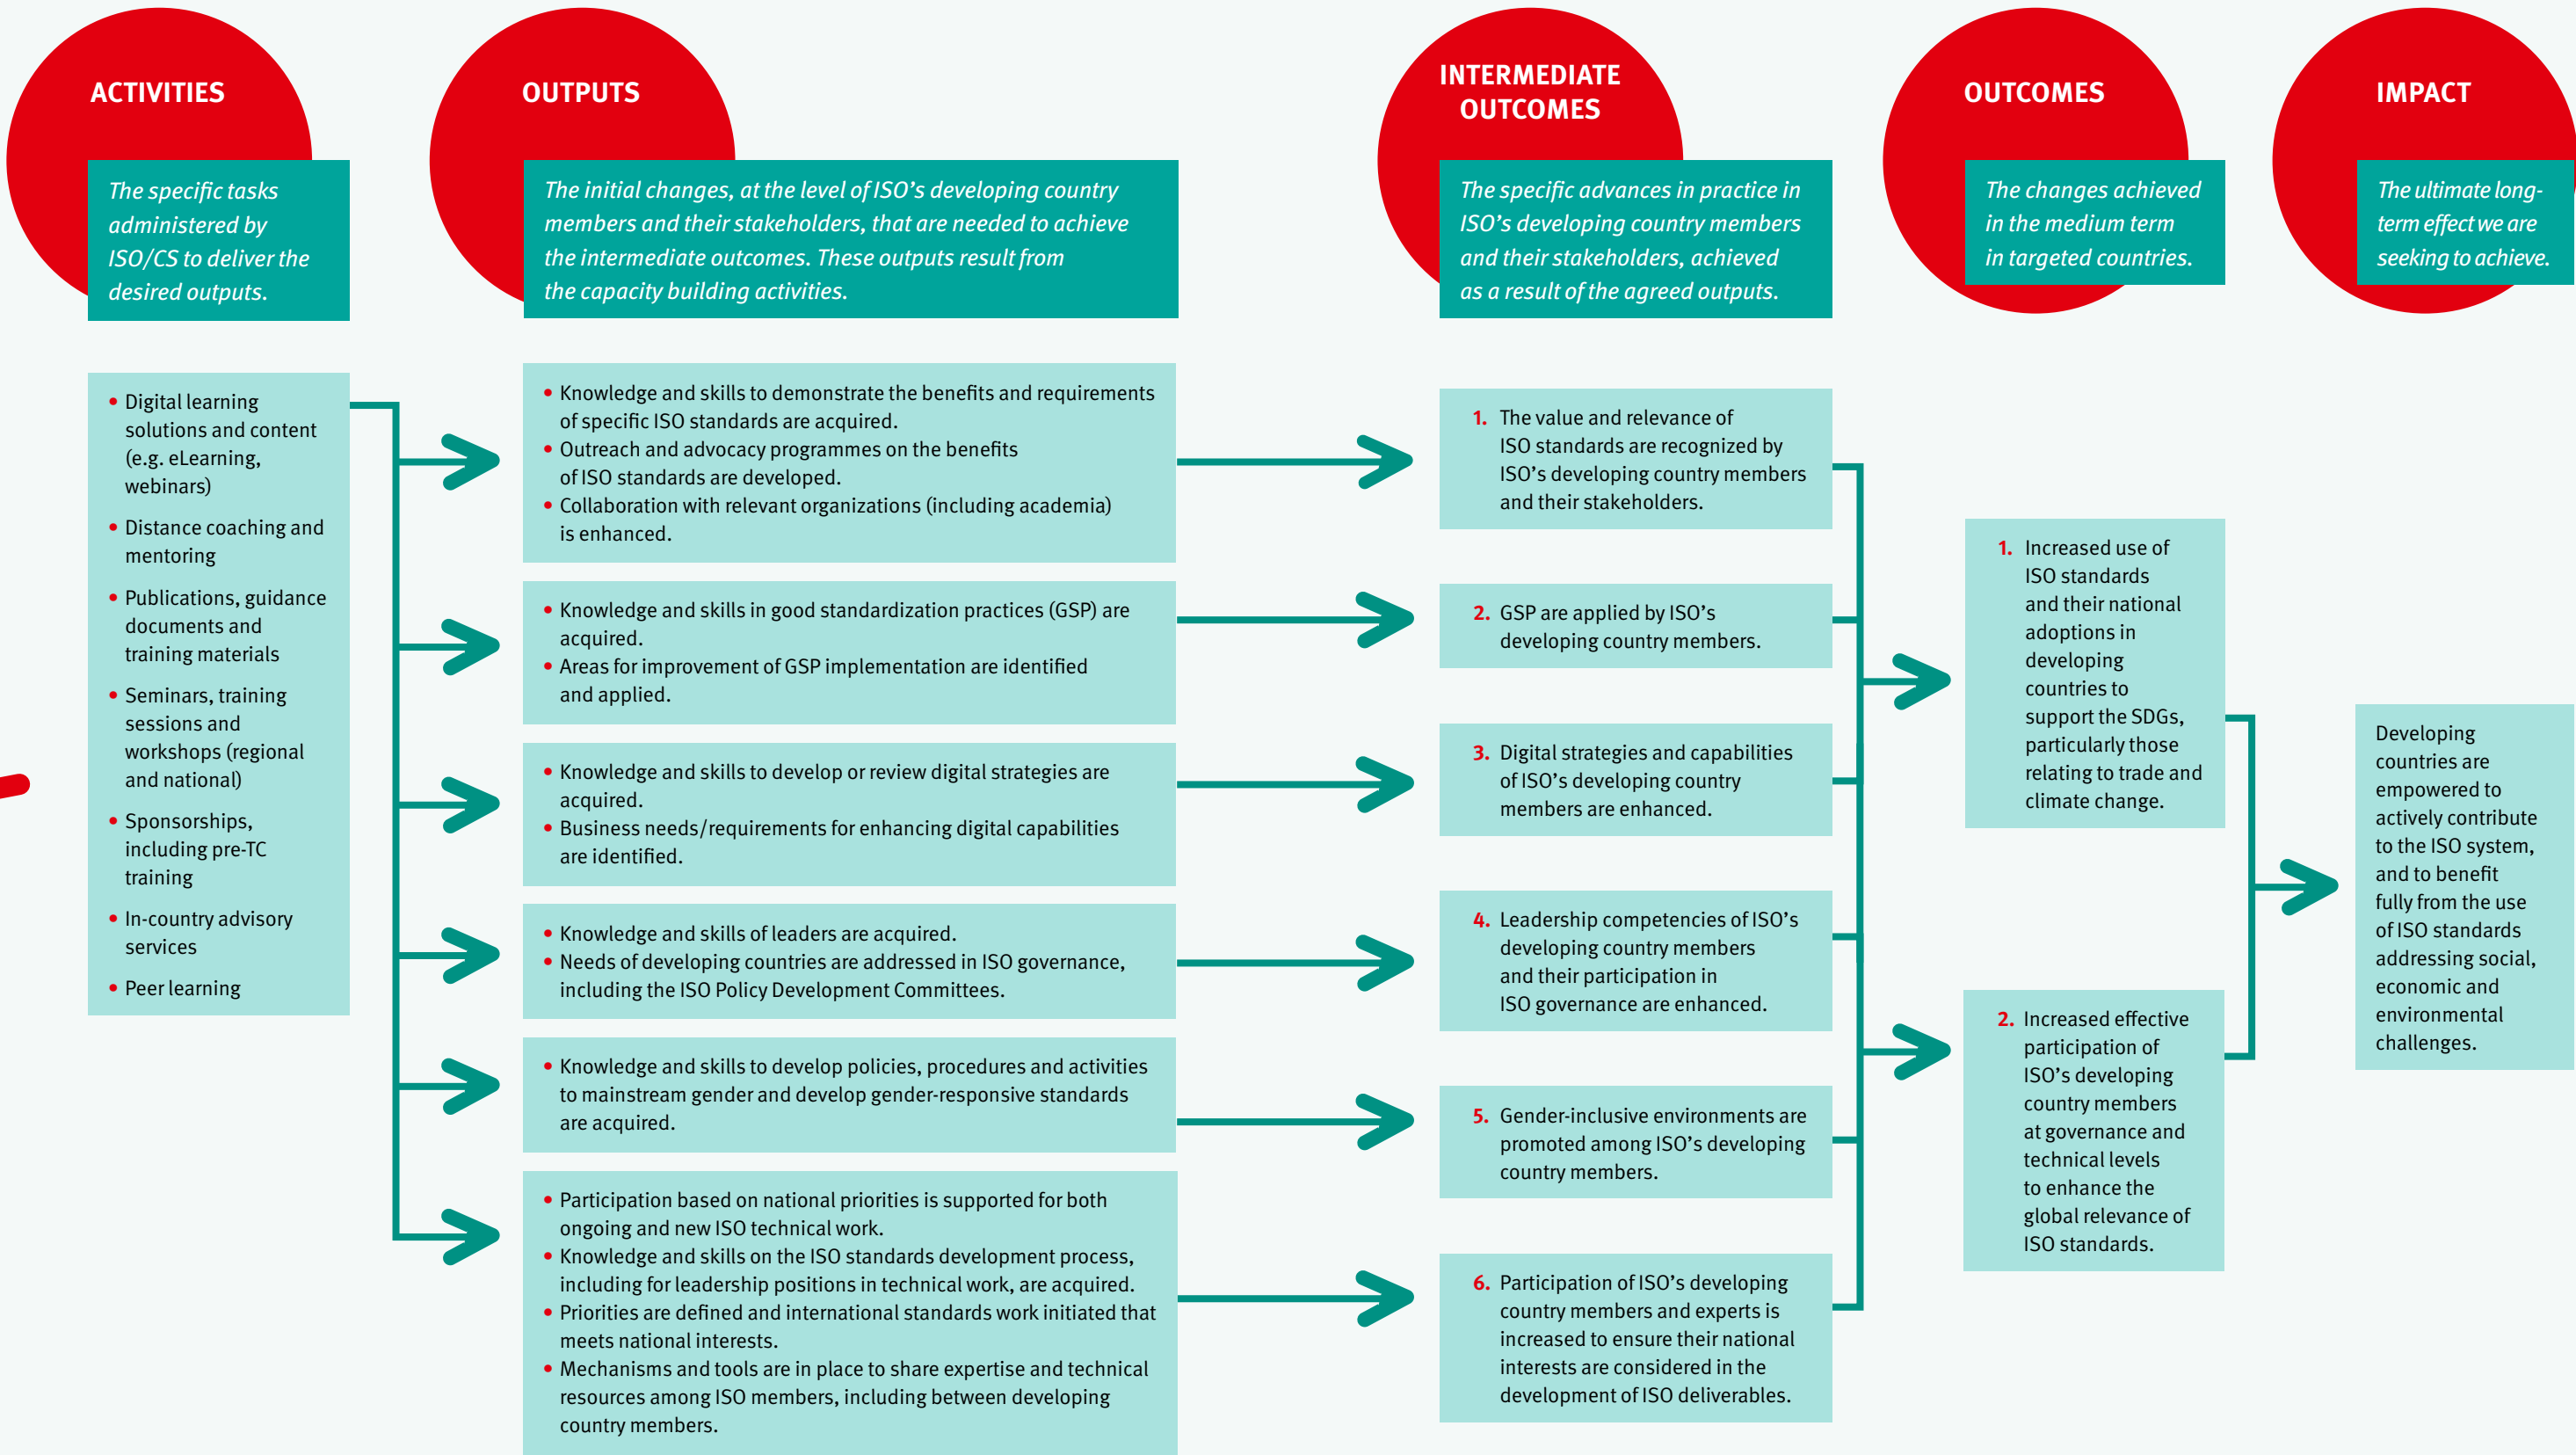 ACTIVITIES
The specific tasks
administered by
ISO/CS to deliver the
desired outputs.
• Digital learning
solutions and content
(e.g. eLearning,
webinars)
• Distance coaching and
mentoring
• Publications, guidance
documents and
training materials
• Seminars, training
sessions and
workshops (regional
and national)
• Sponsorships,
including pre-TC
training
• In-country advisory
services
• Peer learning
OUTPUTS
The initial changes, at the level of ISO’s developing country
members and their stakeholders, that are needed to achieve
the intermediate outcomes. These outputs result from
the capacity building activities.
• Knowledge and skills to demonstrate the benefits and requirements
of specific ISO standards are acquired.
• Outreach and advocacy programmes on the benefits
of ISO standards are developed.
• Collaboration with relevant organizations (including academia)
is enhanced.
• Knowledge and skills in good standardization practices (GSP) are
acquired.
• Areas for improvement of GSP implementation are identified
and applied.
• Knowledge and skills to develop or review digital strategies are
acquired.
• Business needs/requirements for enhancing digital capabilities
are identified.
• Knowledge and skills of leaders are acquired.
• Needs of developing countries are addressed in ISO governance,
including the ISO Policy Development Committees.
• Knowledge and skills to develop policies, procedures and activities
to mainstream gender and develop gender-responsive standards
are acquired.
• Participation based on national priorities is supported for both
ongoing and new ISO technical work.
• Knowledge and skills on the ISO standards development process,
including for leadership positions in technical work, are acquired.
• Priorities are defined and international standards work initiated that
meets national interests.
• Mechanisms and tools are in place to share expertise and technical
resources among ISO members, including between developing
country members.
INTERMEDIATE
OUTCOMES
The specific advances in practice in
ISO’s developing country members
and their stakeholders, achieved
as a result of the agreed outputs.
1. The value and relevance of
ISO standards are recognized by
ISO’s developing country members
and their stakeholders.
2. GSP are applied by ISO’s
developing country members.
3. Digital strategies and capabilities
of ISO’s developing country
members are enhanced.
4. Leadership competencies of ISO’s
developing country members
and their participation in
ISO governance are enhanced.
5. Gender-inclusive environments are
promoted among ISO’s developing
country members.
6. Participation of ISO’s developing
country members and experts is
increased to ensure their national
interests are considered in the
development of ISO deliverables.
OUTCOMES
The changes achieved
in the medium term
in targeted countries.
1. Increased use of
ISO standards
and their national
adoptions in
developing
countries to
support the SDGs,
particularly those
relating to trade and
climate change.
2. Increased effective
participation of
ISO’s developing
country members
at governance and
technical levels
to enhance the
global relevance of
ISO standards.
IMPACT
The ultimate long-
term effect we are
seeking to achieve.
Developing
countries are
empowered to
actively contribute
to the ISO system,
and to benefit
fully from the use
of ISO standards
addressing social,
economic and
environmental
challenges.